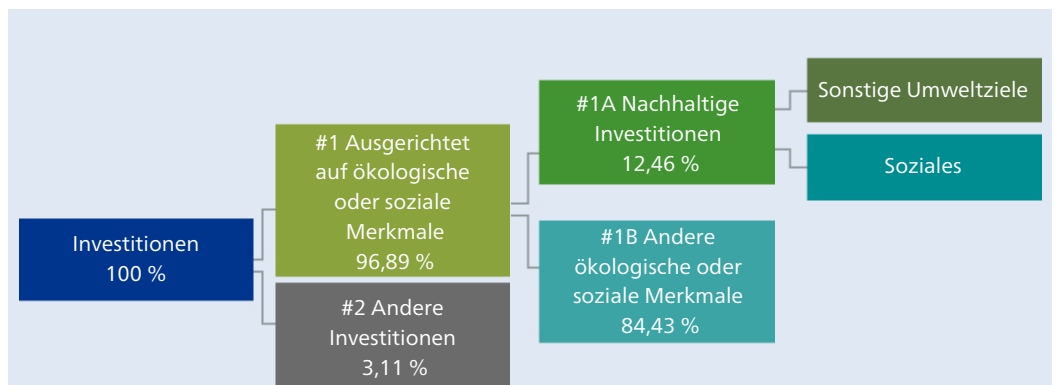 Investitionen
100 %
#1 Ausgerichtet
auf ökologische
oder soziale
Merkmale
96,89 %
#2 Andere
Investitionen
3,11 %
#1A Nachhaltige
Investitionen
12,46 %
#1B Andere
ökologische oder
soziale Merkmale
84,43 %
Sonstige Umweltziele
Soziales